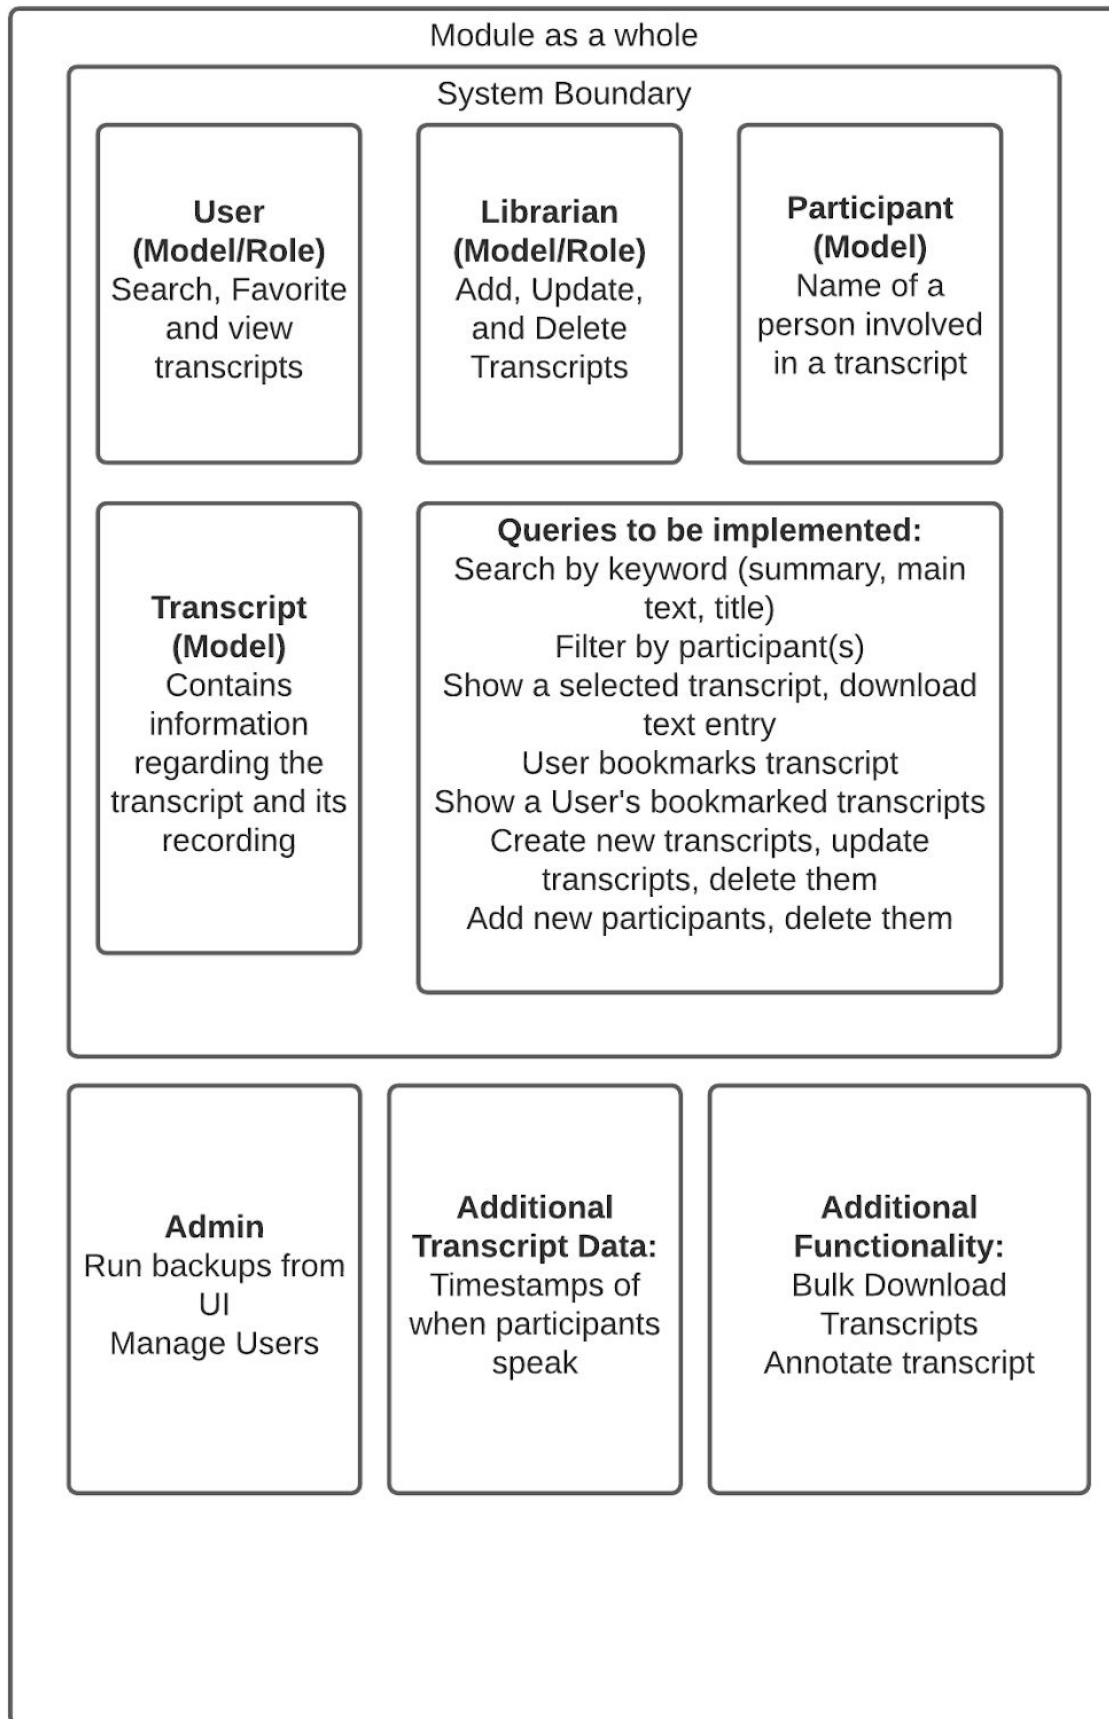 Module as a whole
System Boundary
User
(Model/Role)
Search, Favorite
and view
transcripts
Librarian
(Model/Role)
Add, Update,
and Delete
Transcripts
Participant
(Model)
Name of a
person involved
in a transcript
Transcript
(Model)
Contains
information
regarding the
transcript and its
recording
Queries to be implemented:
Search by keyword (summary, main
text, title)
Filter by participant(s)
Show a selected transcript, download
text entry
User bookmarks transcript
Show a User's bookmarked transcripts
Create new transcripts, update
transcripts, delete them
Add new participants, delete them
Admin
Run backups from
UI
Manage Users
Additional
Transcript Data:
Timestamps of
when participants
speak
Additional
Functionality:
Bulk Download
Transcripts
Annotate transcript